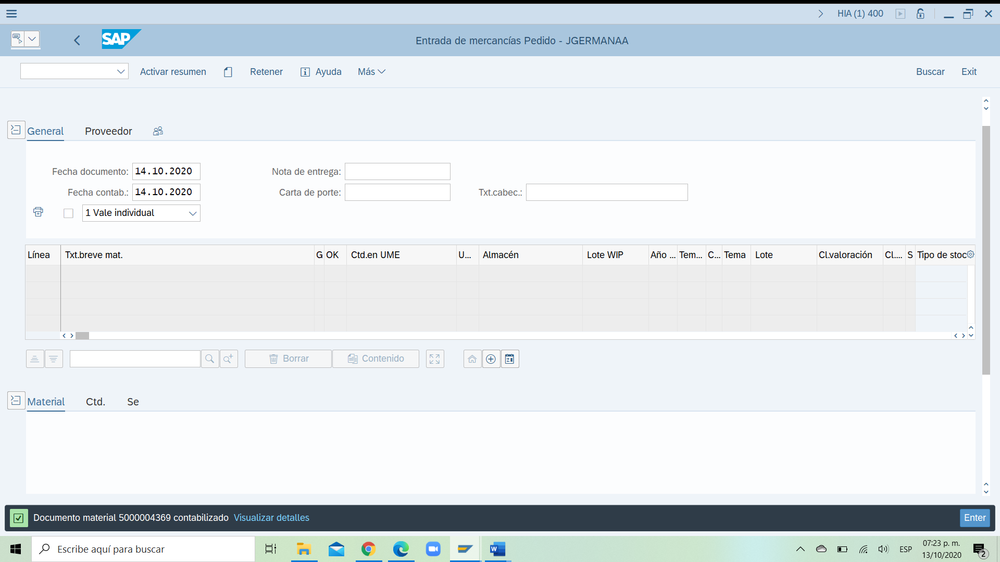 HIA (1) 400
SAP
Entrada de mercancías Pedido - JGERMANAA
Activar resumen Retener Ayuda Más Buscar Exit
General Proveedor
Fecha documento: 14.10.2020 Nota de entrega:
Fecha contab.: 14.10.2020 Carta de porte: Txt.cabec.:
1 Vale individual
Línea Txt.breve mat. G OK Ctd.en UME U... Almacén Lote WIP Año ... Tem... C... Tema Lote Cl.valoración Cl.... S Tipo de stoc
Borrar Contenido
Material Ctd. Se
Documento material 5000004369 contabilizado Visualizar detalles Enter
Escribe aquí para buscar
ESP
07:23 p. m.
13/10/2020
2